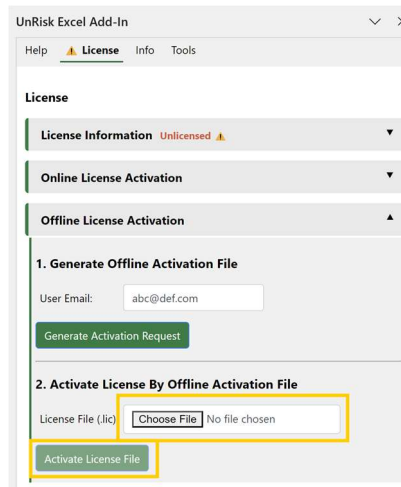 UnRisk Excel Add-In
Help License Info Tools
License
License Information Unlicensed
Online License Activation
Offline License Activation
1. Generate Offline Activation File
User Email: abc@def.com
Generate Activation Request
2. Activate License By Offline Activation File
License File (.lic) Choose File No file chosen
Activate License File